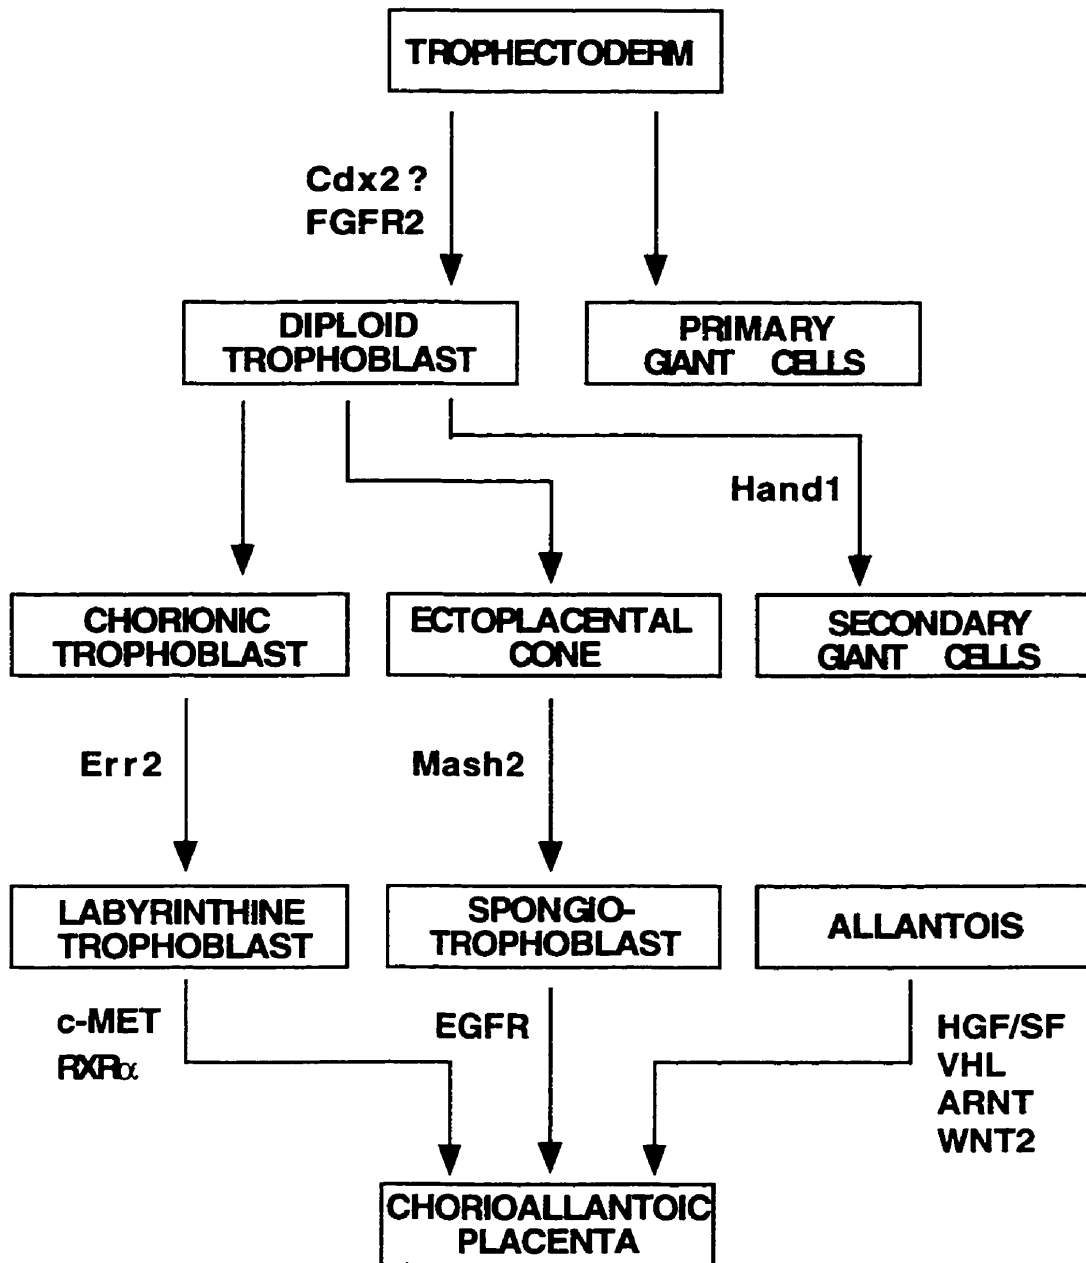 TROPHECTODERM
Cdx2?
FGFR2
DIPLOID
TROPHOBLAST
PRIMARY
GIANT CELLS
Hand1
CHORIONIC
TROPHOBLAST
ECTOPLACENTAL
CONE
SECONDARY
GIANT CELLS
Err2
Mash2
LABYRINTHINE
TROPHOBLAST
SPONGIO-
TROPHOBLAST
ALLANTOIS
c-MET
RXRα
EGFR
HGF/SF
VHL
ARNT
WNT2
CHORIOALLANTOIC
PLACENTA